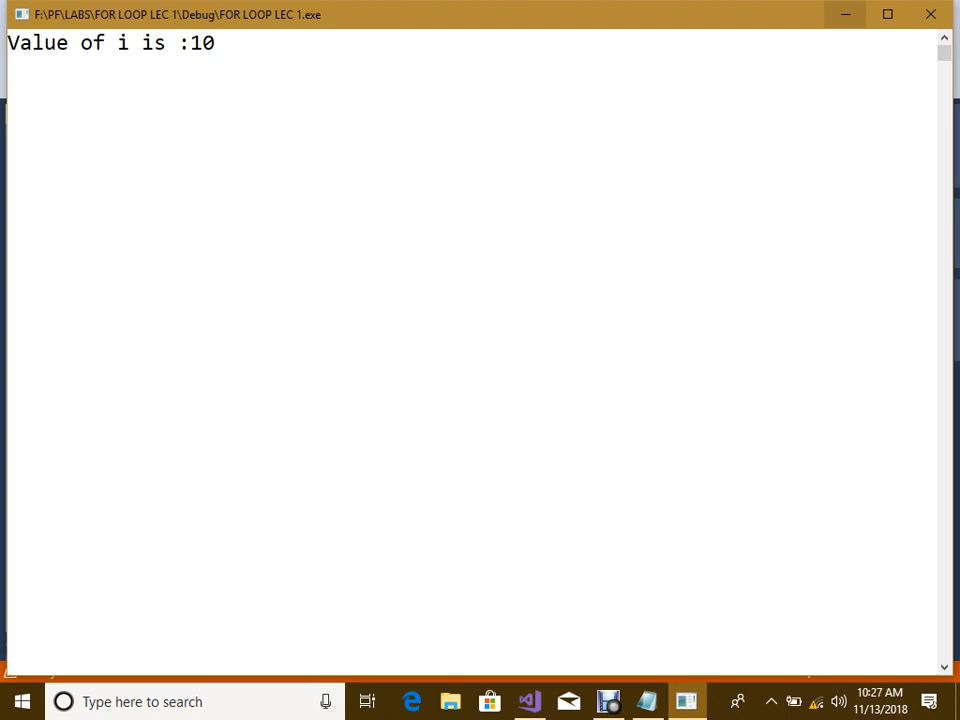 F:\PF\LABS\FOR LOOP LEC 1\Debug\FOR LOOP LEC 1.exe
Value of i is :10
Type here to search
10:27 AM
11/13/2018